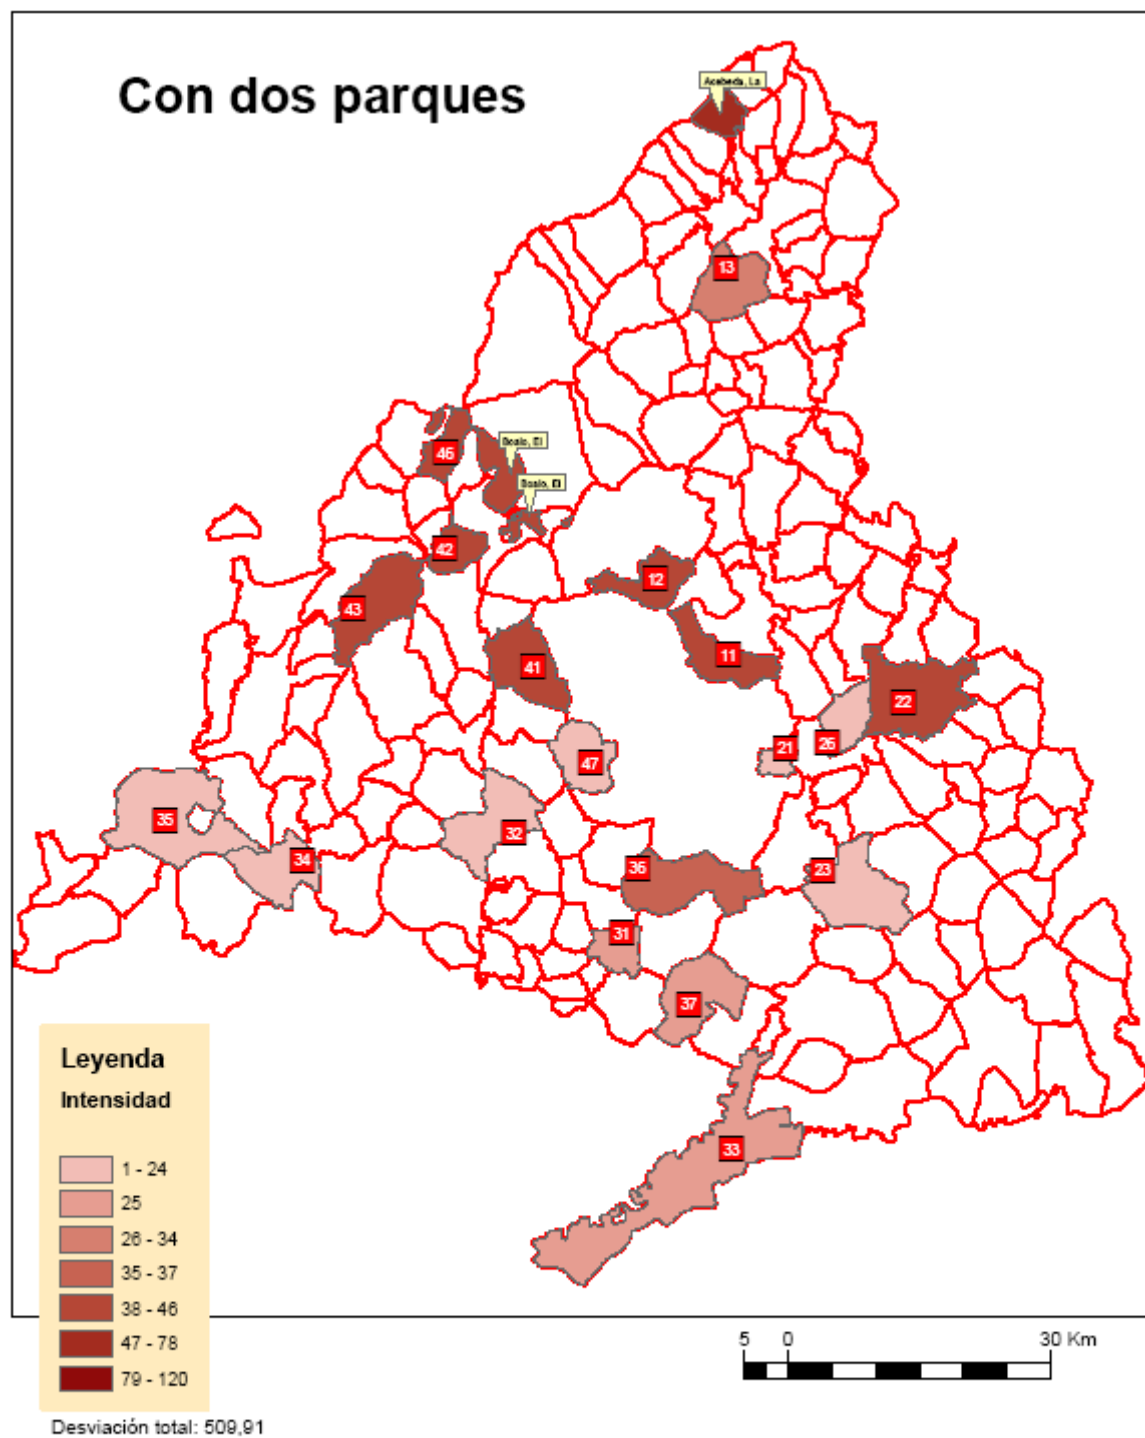 Con dos parques
Acebeda, La
13
Boalo, El
46
Boalo, El
42
12
43
11
41
22
21
26
47
35
32
34
36
23
31
37
33
Leyenda
Intensidad
1 - 24
25
26 - 34
35 - 37
38 - 46
47 - 78
79 - 120
5 0 30 Km
Desviación total: 509,91